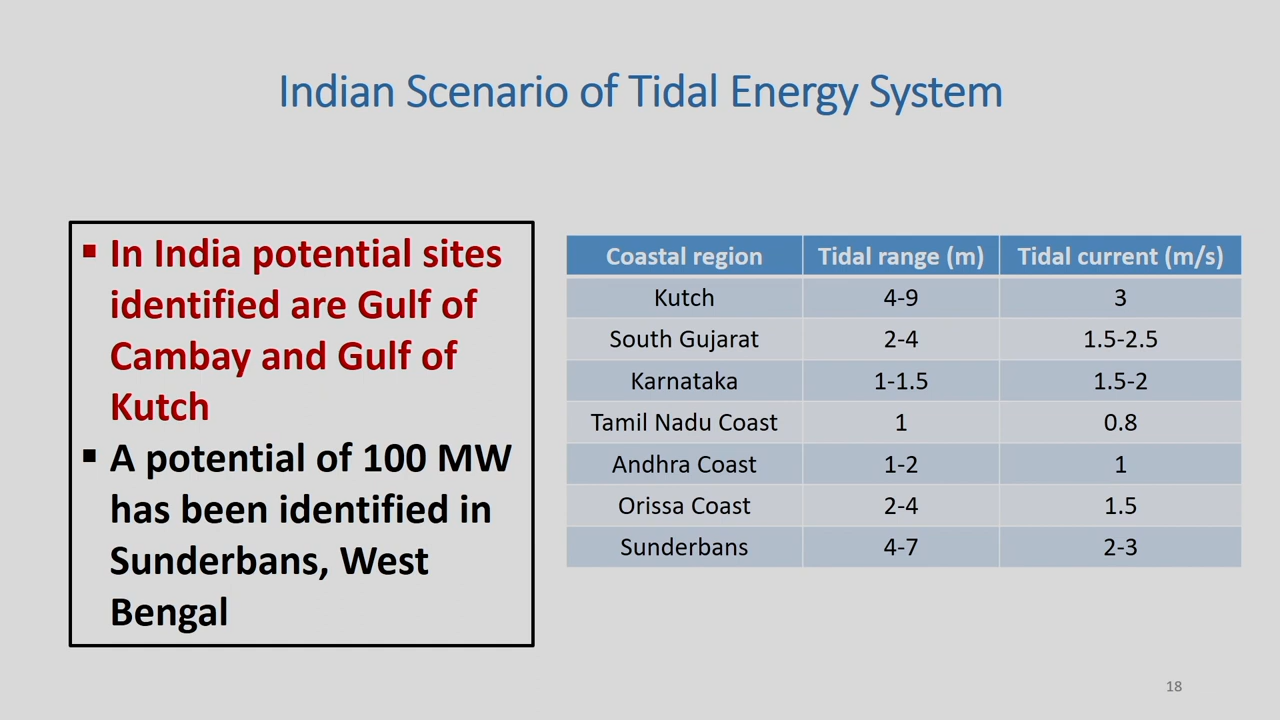 Indian Scenario of Tidal Energy System
▪ In India potential sites
identified are Gulf of
Cambay and Gulf of
Kutch
▪ A potential of 100 MW
has been identified in
Sunderbans, West
Bengal
Coastal region Tidal range (m) Tidal current (m/s)
Kutch 4-9 3
South Gujarat 2-4 1.5-2.5
Karnataka 1-1.5 1.5-2
Tamil Nadu Coast 1 0.8
Andhra Coast 1-2 1
Orissa Coast 2-4 1.5
Sunderbans 4-7 2-3
18